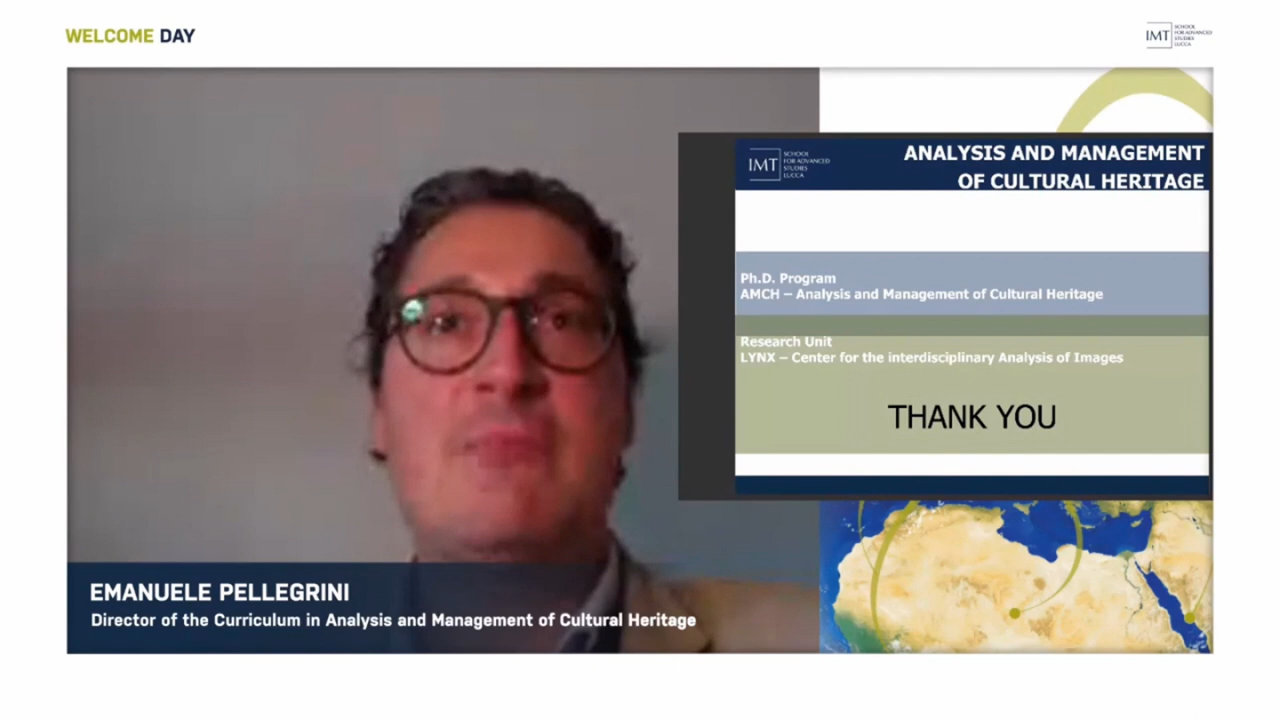 WELCOME DAY
IMT
SCHOOL
FOR ADVANCED
STUDIES
LUCCA
IMT
SCHOOL
FOR ADVANCED
STUDIES
LUCCA
ANALYSIS AND MANAGEMENT
OF CULTURAL HERITAGE
Ph.D. Program
AMCH – Analysis and Management of Cultural Heritage
Research Unit
LYNX – Center for the interdisciplinary Analysis of Images
THANK YOU
EMANUELE PELLEGRINI
Director of the Curriculum in Analysis and Management of Cultural Heritage